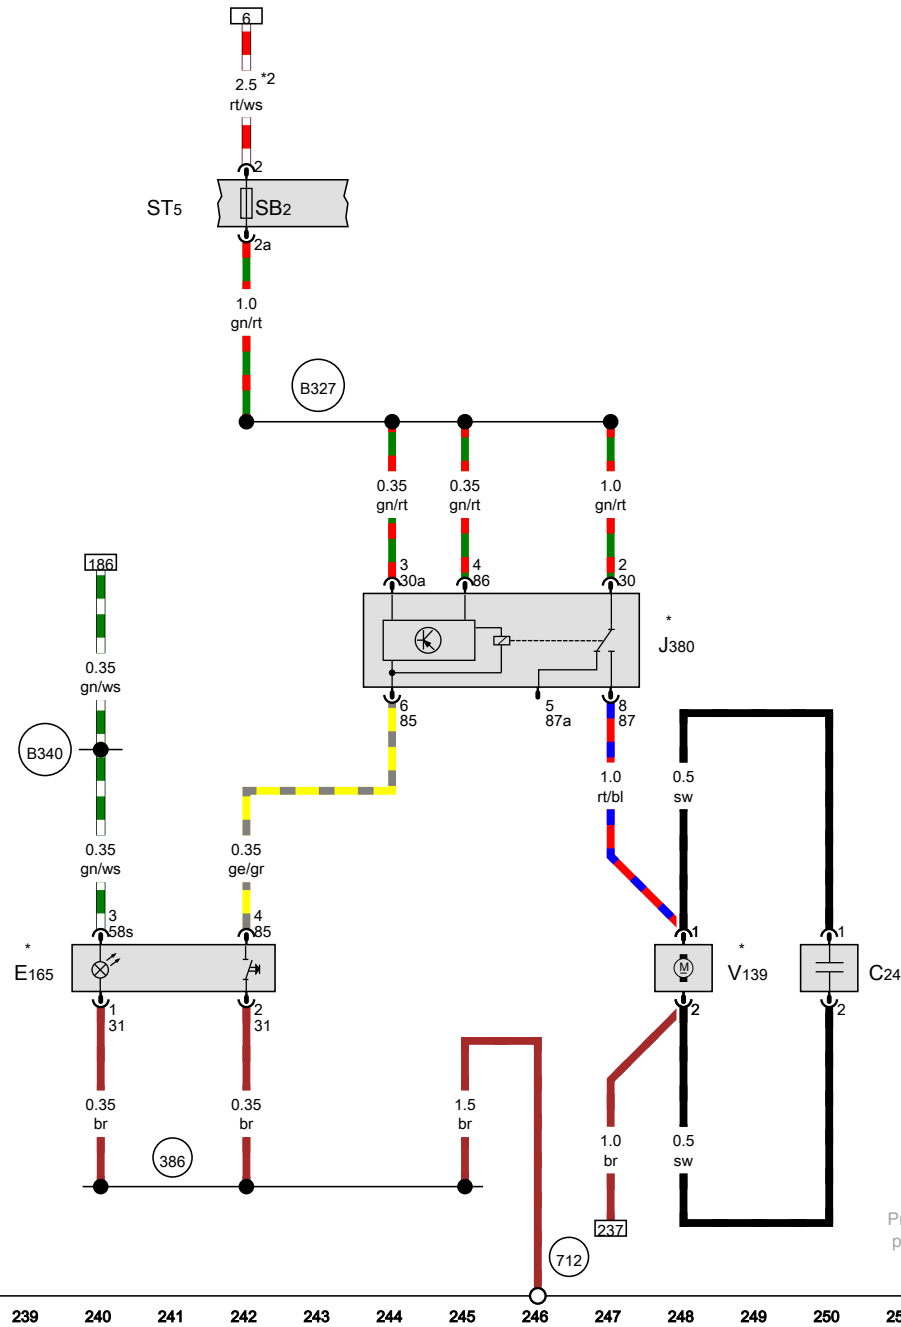 6
2.5 *2
rt/ws
2
ST5
SB2
2a
1.0
gn/rt
B327
0.35
gn/rt
0.35
gn/rt
1.0
gn/rt
186
3
30a
4
86
2
30
*
J380
0.35
gn/ws
6
85
5
87a
8
87
B340
1.0
rt/bl
0.5
sw
0.35
gn/ws
0.35
ge/gr
3
58s
4
85
1
1
*
E165
*
V139
M
C24
1
31
2
31
2
2
0.35
br
0.35
br
1.5
br
1.0
br
0.5
sw
386
237
712
239 240 241 242 243 244 245 246 247 248 249 250